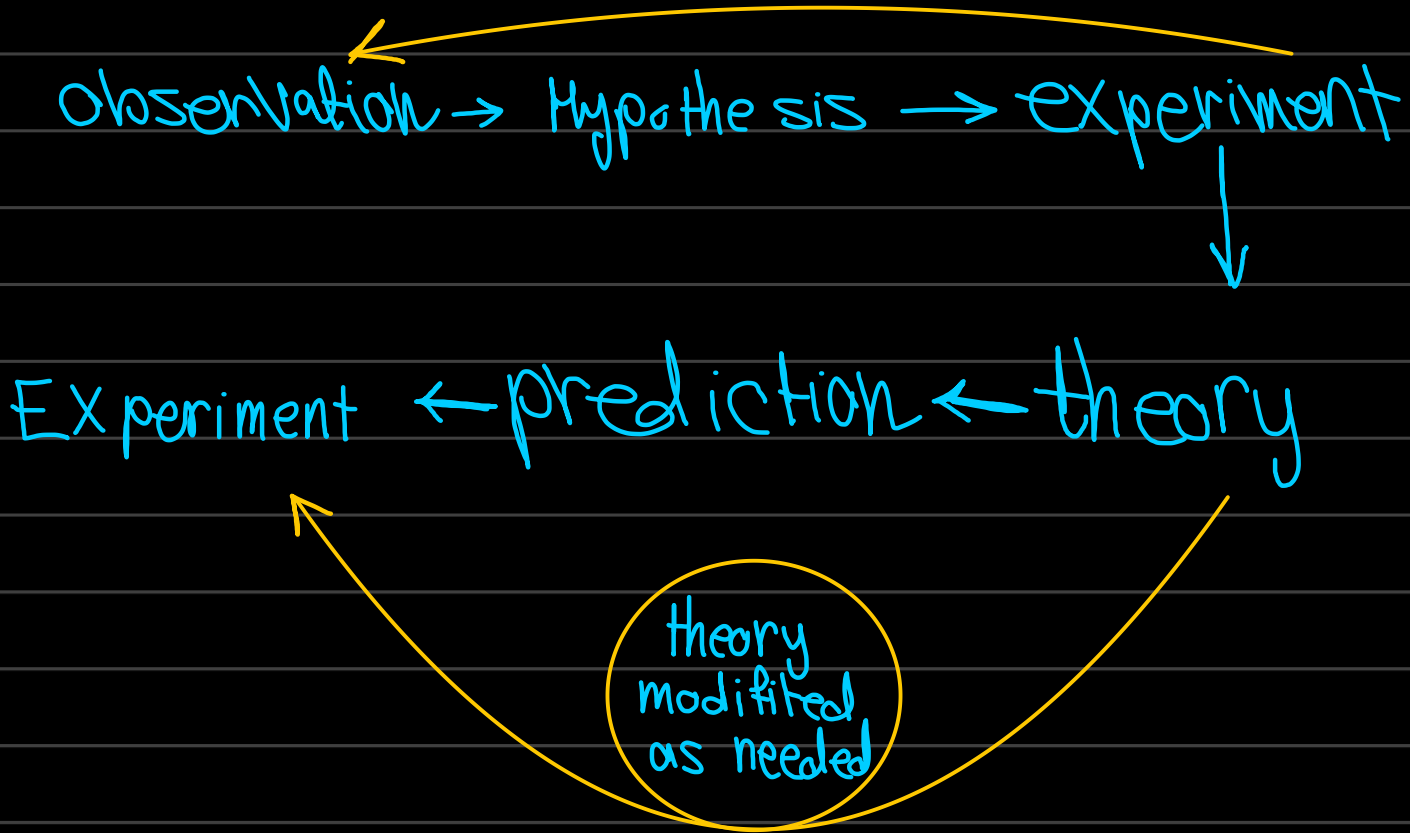 Observation → Hypothesis → experiment
Experiment ← prediction ← theory
theory
modifited
as needed